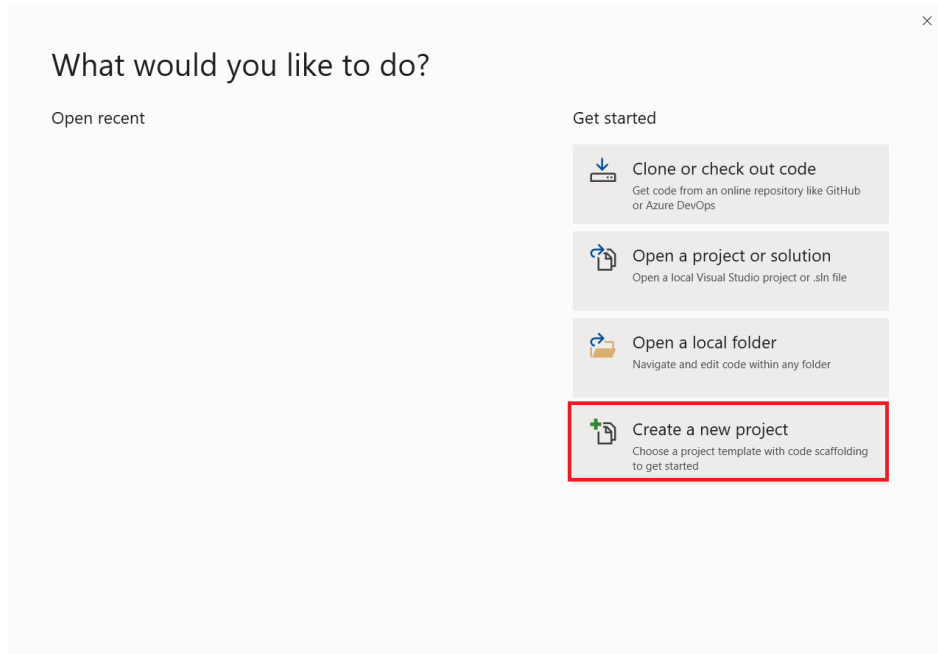 What would you like to do?
Open recent
Get started
Clone or check out code
Get code from an online repository like GitHub
or Azure DevOps
Open a project or solution
Open a local Visual Studio project or .sln file
Open a local folder
Navigate and edit code within any folder
Create a new project
Choose a project template with code scaffolding
to get started